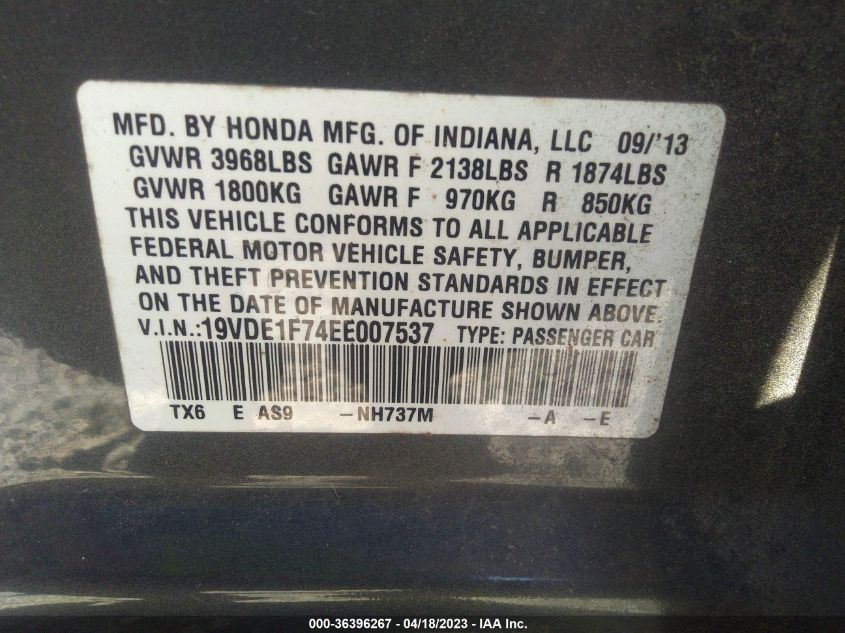 MFD. BY HONDA MFG. OF INDIANA, LLC 09/'13
GVWR 3968LBS GAWR F 2138LBS R 1874LBS
GVWR 1800KG GAWR F 970KG R 850KG
THIS VEHICLE CONFORMS TO ALL APPLICABLE
FEDERAL MOTOR VEHICLE SAFETY, BUMPER,
AND THEFT PREVENTION STANDARDS IN EFFECT
ON THE DATE OF MANUFACTURE SHOWN ABOVE.
V.I.N.:19VDE1F74EE007537 TYPE: PASSENGER CAR
TX6 E AS9 -NH737M -A -E
000-36396267 - 04/18/2023 - IAA Inc.